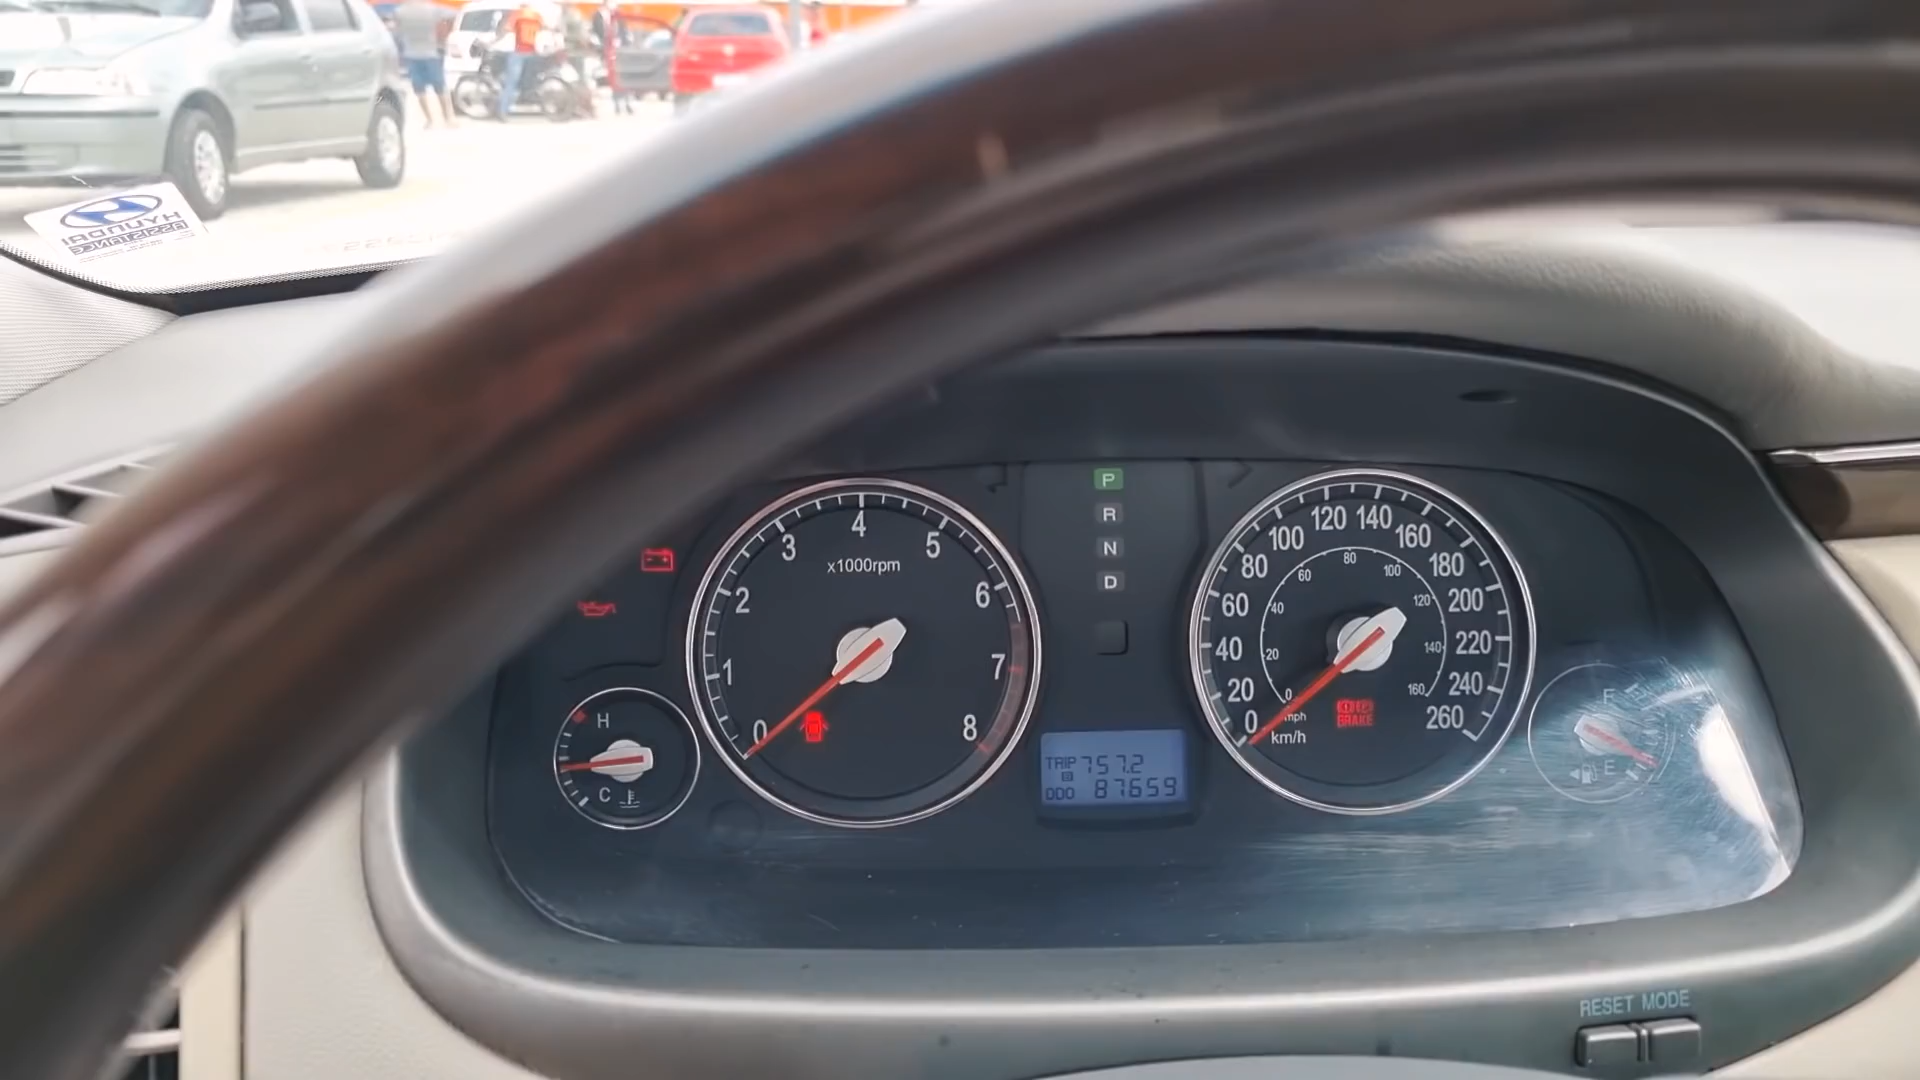 HYUNDAI
ASSISTANCE
P
R
N
D
x1000rpm
0
1
2
3
4
5
6
7
8
H
C
TRIP 757.2
B
ODO 87659
0
20
40
60
80
100
120
140
160
180
200
220
240
260
km/h
0
20
40
60
80
100
120
140
160
mph
BRAKE
F
E
RESET MODE